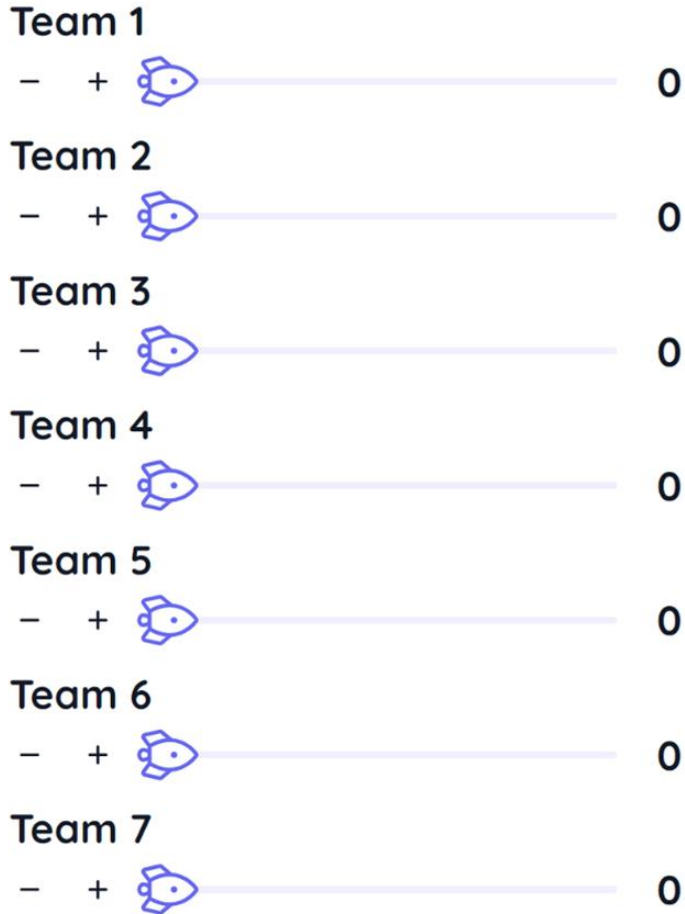 Team 1
− + 0
Team 2
− + 0
Team 3
− + 0
Team 4
− + 0
Team 5
− + 0
Team 6
− + 0
Team 7
− + 0